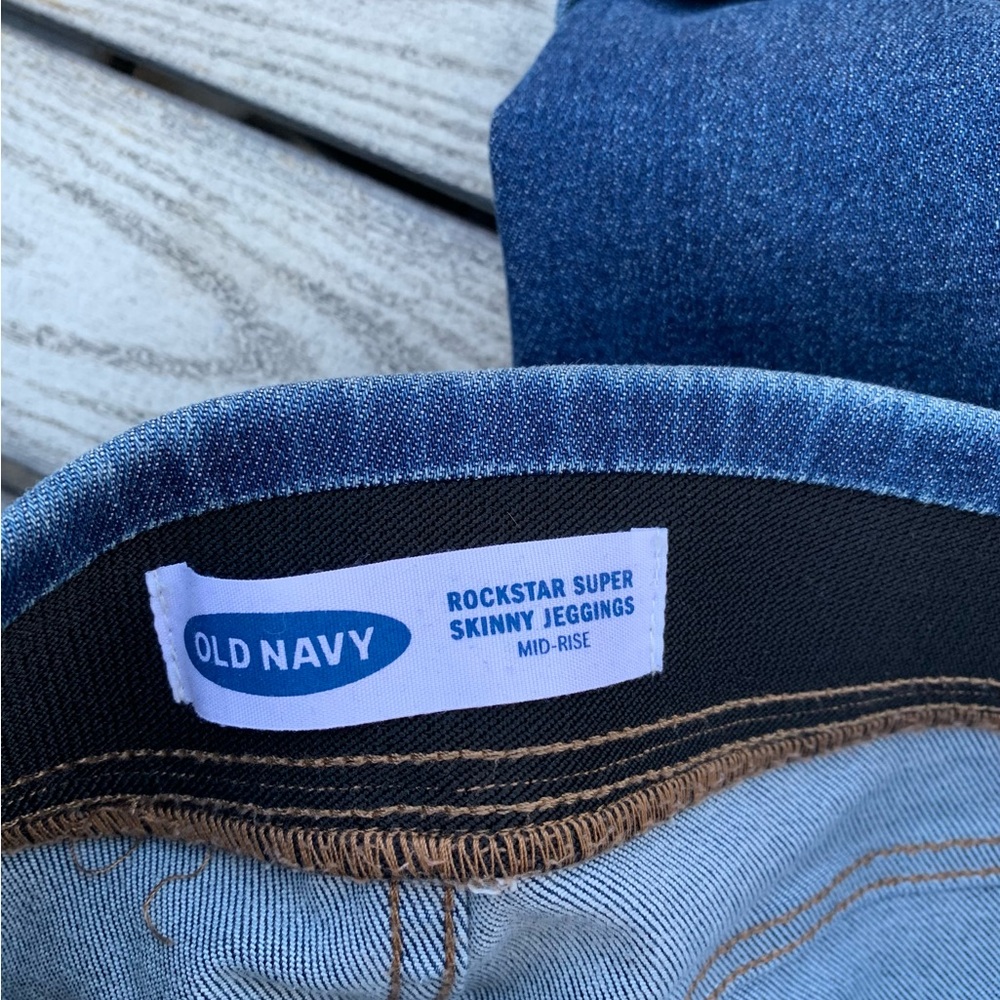 OLD NAVY
ROCKSTAR SUPER
SKINNY JEGGINGS
MID-RISE